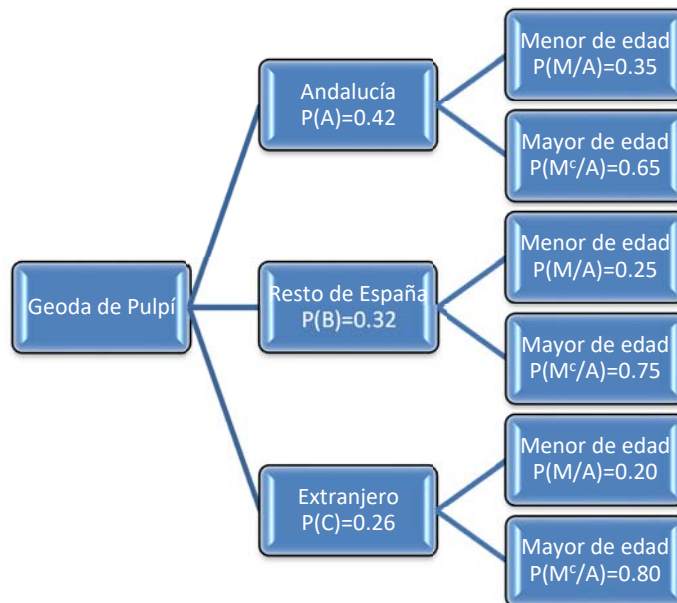 Geoda de Pulpí
Andalucía
P(A)=0.42
Menor de edad
P(M/A)=0.35
Mayor de edad
P(Mᶜ/A)=0.65
Resto de España
P(B)=0.32
Menor de edad
P(M/A)=0.25
Mayor de edad
P(Mᶜ/A)=0.75
Extranjero
P(C)=0.26
Menor de edad
P(M/A)=0.20
Mayor de edad
P(Mᶜ/A)=0.80